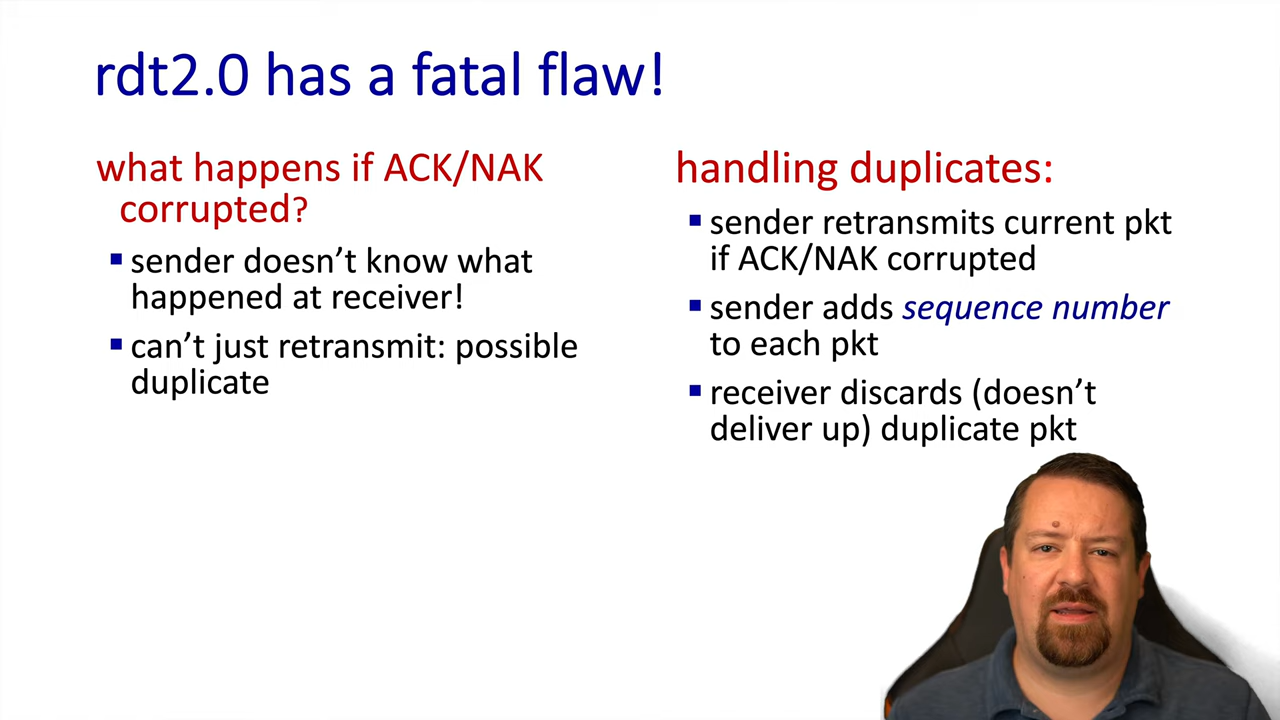 rdt2.0 has a fatal flaw!
what happens if ACK/NAK
corrupted?
▪ sender doesn’t know what
happened at receiver!
▪ can’t just retransmit: possible
duplicate
handling duplicates:
▪ sender retransmits current pkt
if ACK/NAK corrupted
▪ sender adds sequence number
to each pkt
▪ receiver discards (doesn’t
deliver up) duplicate pkt